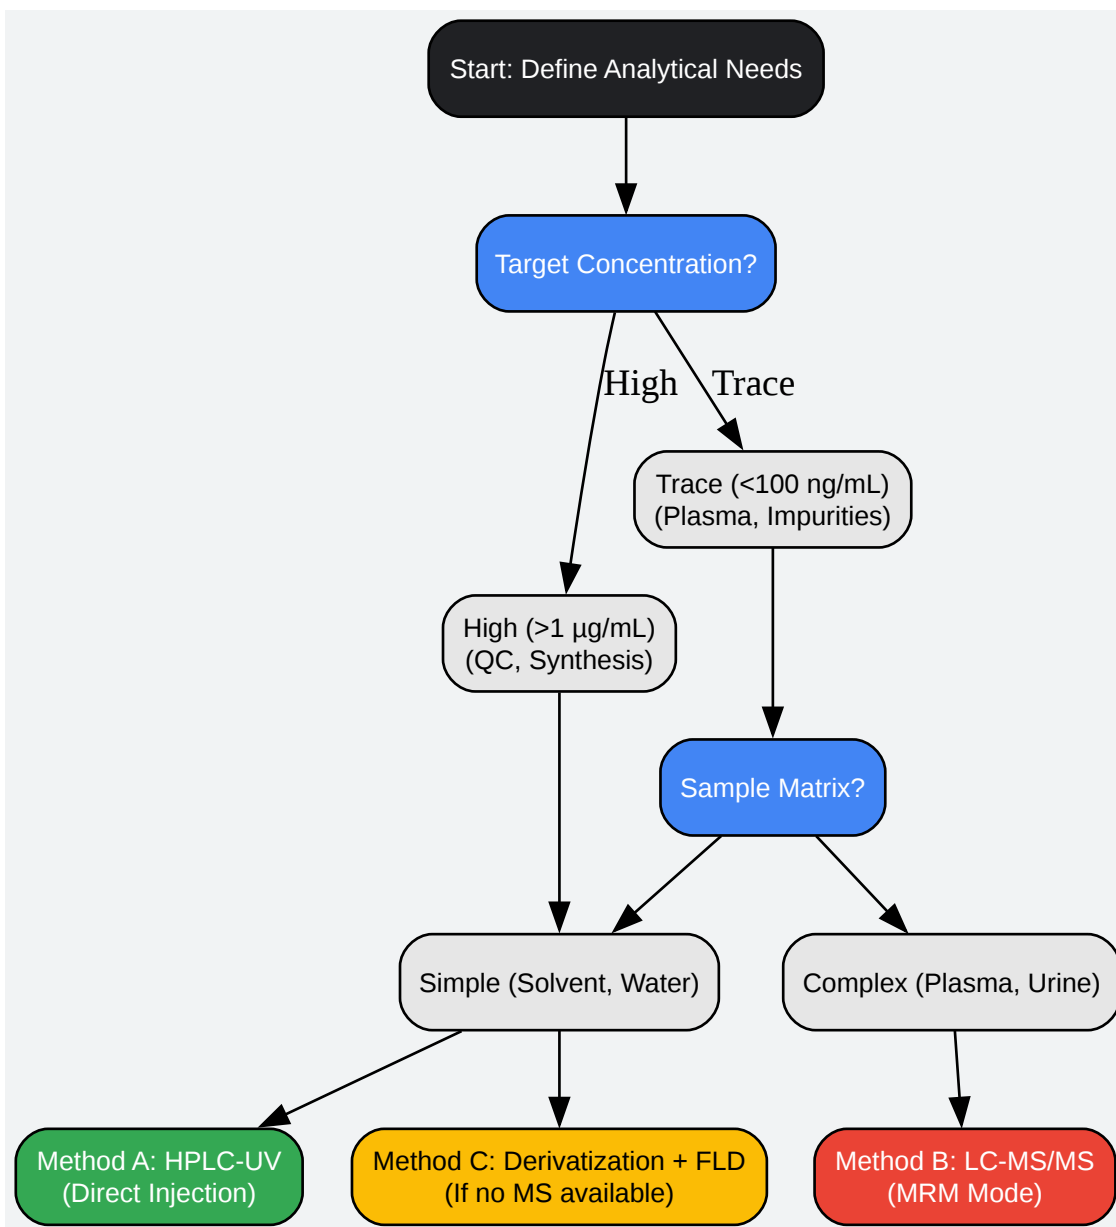 Start: Define Analytical Needs
Target Concentration?
High
Trace
Trace (<100 ng/mL)
(Plasma, Impurities)
High (>1 µg/mL)
(QC, Synthesis)
Sample Matrix?
Simple (Solvent, Water)
Complex (Plasma, Urine)
Method A: HPLC-UV
(Direct Injection)
Method C: Derivatization + FLD
(If no MS available)
Method B: LC-MS/MS
(MRM Mode)